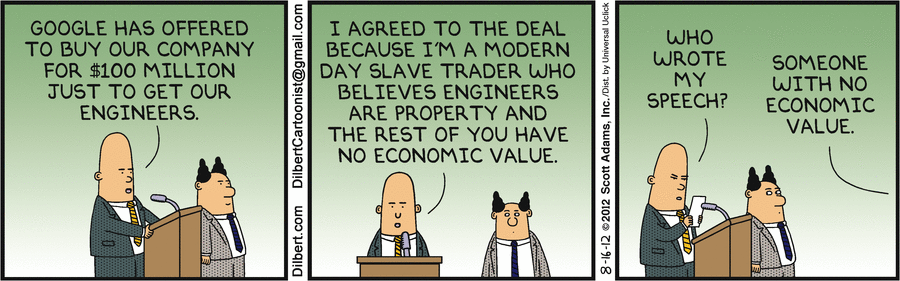 GOOGLE HAS OFFERED
TO BUY OUR COMPANY
FOR $100 MILLION
JUST TO GET OUR
ENGINEERS.
Dilbert.com DilbertCartoonist@gmail.com
I AGREED TO THE DEAL
BECAUSE I'M A MODERN
DAY SLAVE TRADER WHO
BELIEVES ENGINEERS
ARE PROPERTY AND
THE REST OF YOU HAVE
NO ECONOMIC VALUE.
8-16-12 ©2012 Scott Adams, Inc. /Dist. by Universal Uclick
WHO
WROTE
MY
SPEECH?
SOMEONE
WITH NO
ECONOMIC
VALUE.